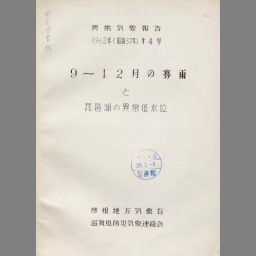 異常気象報告
1962年(昭和37年)第4号
9～12月の寡雨
と
琵琶湖の異常低水位
彦根地方気象台
滋賀県防災気象連絡会